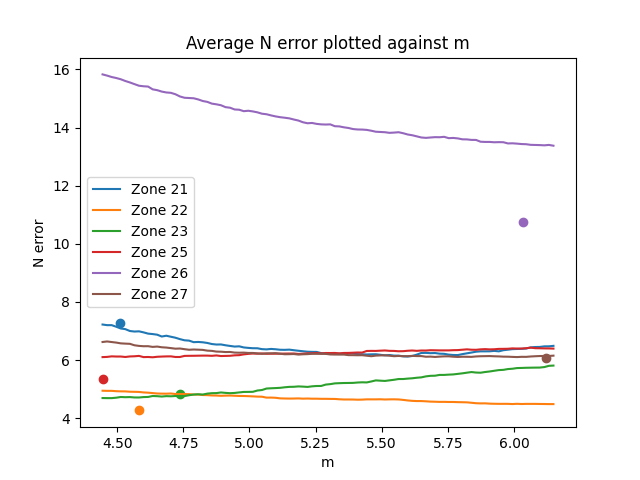 Average N error plotted against m
16
14
12
10
8
6
4
N error
Zone 21
Zone 22
Zone 23
Zone 25
Zone 26
Zone 27
4.50 4.75 5.00 5.25 5.50 5.75 6.00
m